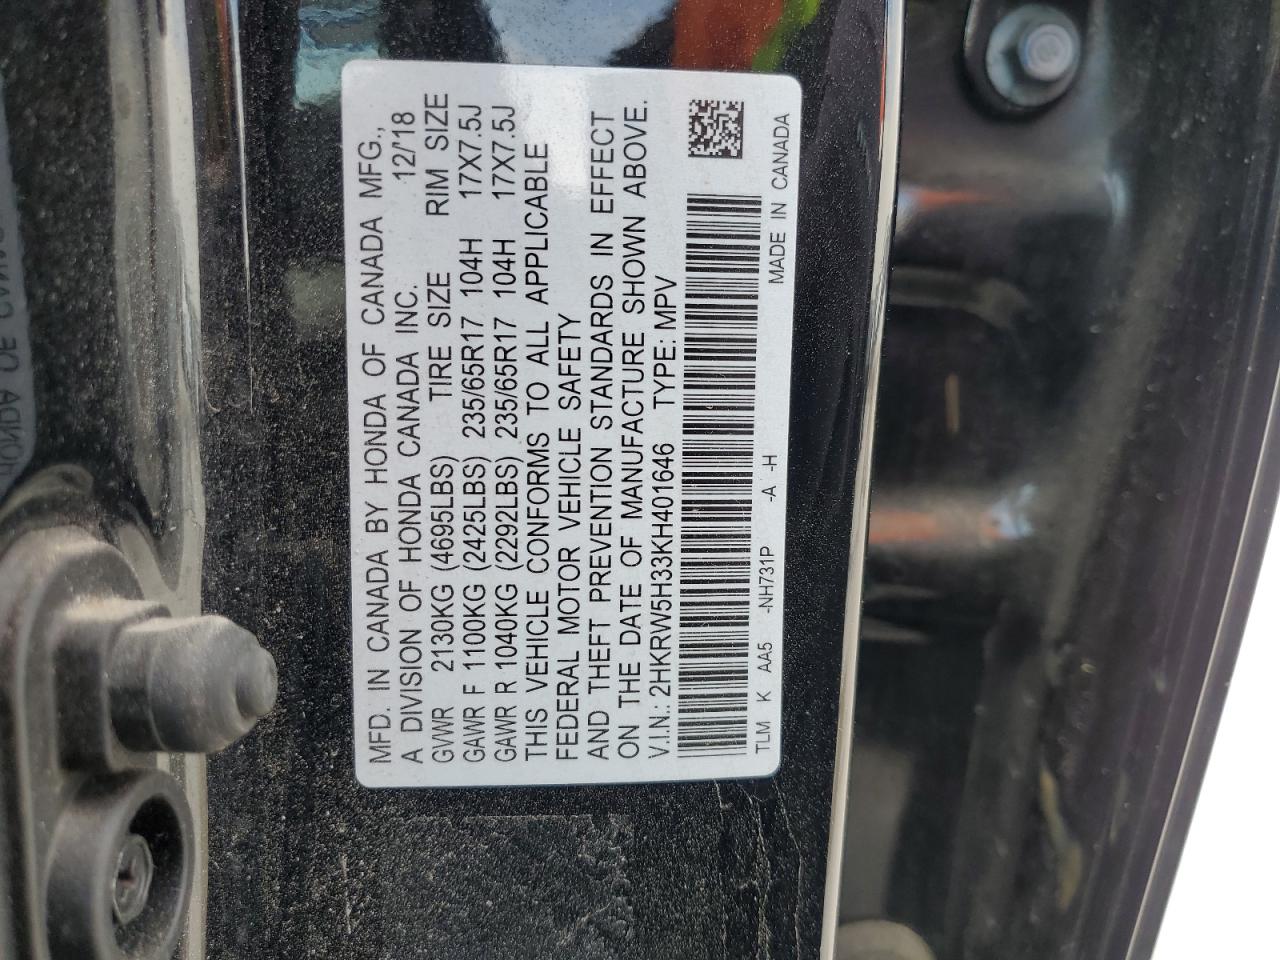 MFD. IN CANADA BY HONDA OF CANADA MFG.,
A DIVISION OF HONDA CANADA INC. 12/18
GVWR 2130KG (4695LBS) TIRE SIZE RIM SIZE
GAWR F 1100KG (2425LBS) 235/65R17 104H 17X7.5J
GAWR R 1040KG (2292LBS) 235/65R17 104H 17X7.5J
THIS VEHICLE CONFORMS TO ALL APPLICABLE
FEDERAL MOTOR VEHICLE SAFETY
AND THEFT PREVENTION STANDARDS IN EFFECT
ON THE DATE OF MANUFACTURE SHOWN ABOVE.
V.I.N.: 2HKRW5H33KH401646 TYPE: MPV
TLM K AA5 -NH731P -A -H MADE IN CANADA